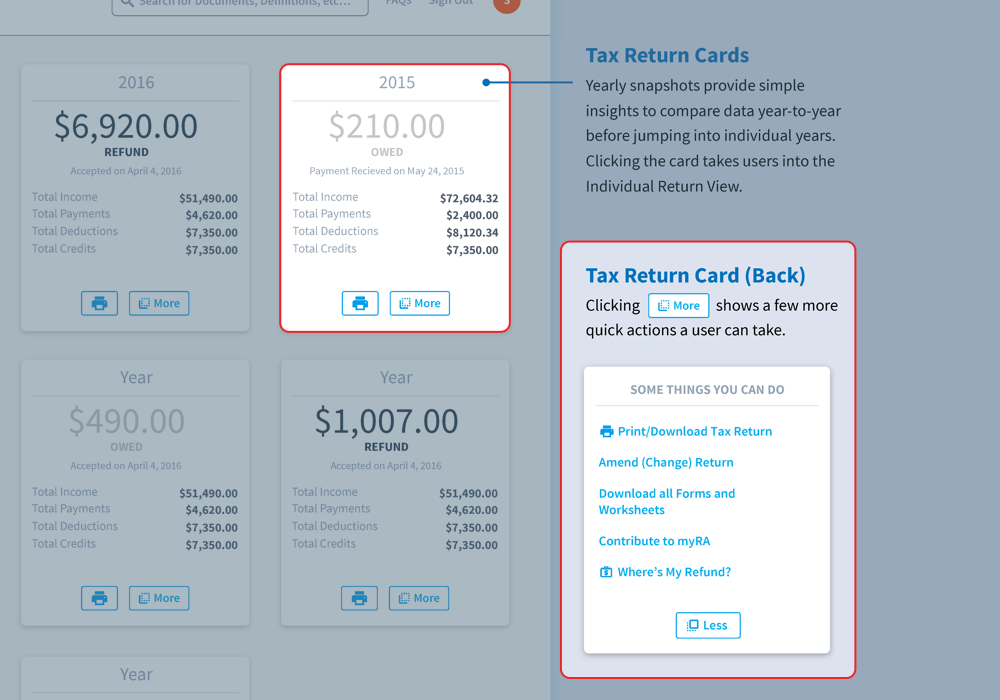 Search for Documents, Definitions, etc...
FAQs
Sign Out
S
2016
$6,920.00
REFUND
Accepted on April 4, 2016
Total Income $51,490.00
Total Payments $4,620.00
Total Deductions $7,350.00
Total Credits $7,350.00
More
2015
$210.00
OWED
Payment Recieved on May 24, 2015
Total Income $72,604.32
Total Payments $2,400.00
Total Deductions $8,120.34
Total Credits $7,350.00
More
Year
$490.00
OWED
Accepted on April 4, 2016
Total Income $51,490.00
Total Payments $4,620.00
Total Deductions $7,350.00
Total Credits $7,350.00
More
Year
$1,007.00
REFUND
Accepted on April 4, 2016
Total Income $51,490.00
Total Payments $4,620.00
Total Deductions $7,350.00
Total Credits $7,350.00
More
Year
Tax Return Cards
Yearly snapshots provide simple
insights to compare data year-to-year
before jumping into individual years.
Clicking the card takes users into the
Individual Return View.
Tax Return Card (Back)
Clicking More shows a few more
quick actions a user can take.
SOME THINGS YOU CAN DO
Print/Download Tax Return
Amend (Change) Return
Download all Forms and
Worksheets
Contribute to myRA
Where's My Refund?
Less